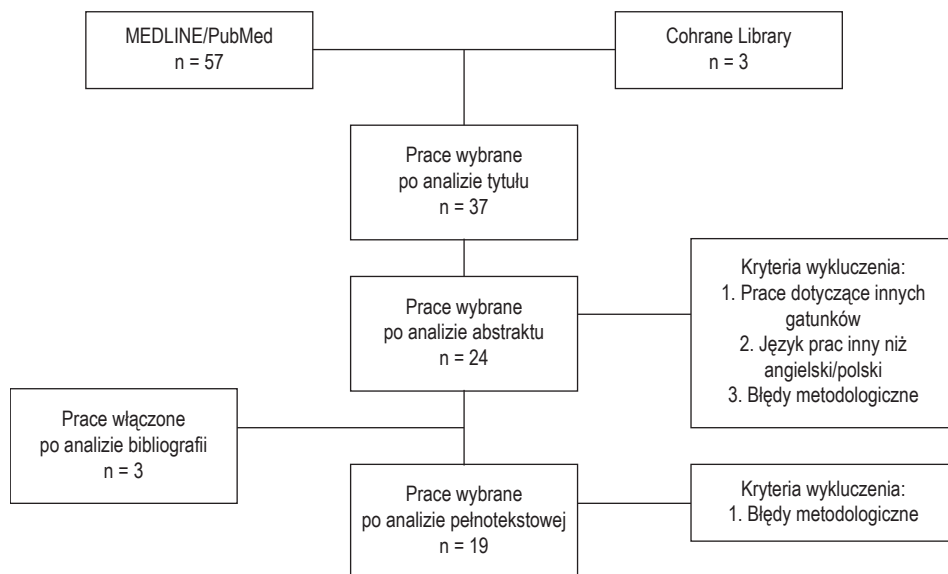 MEDLINE/PubMed
n = 57
Cohrane Library
n = 3
Prace wybrane
po analizie tytułu
n = 37
Prace wybrane
po analizie abstraktu
n = 24
Kryteria wykluczenia:
1. Prace dotyczące innych
gatunków
2. Język prac inny niż
angielski/polski
3. Błędy metodologiczne
Prace włączone
po analizie bibliografii
n = 3
Prace wybrane
po analizie pełnotekstowej
n = 19
Kryteria wykluczenia:
1. Błędy metodologiczne